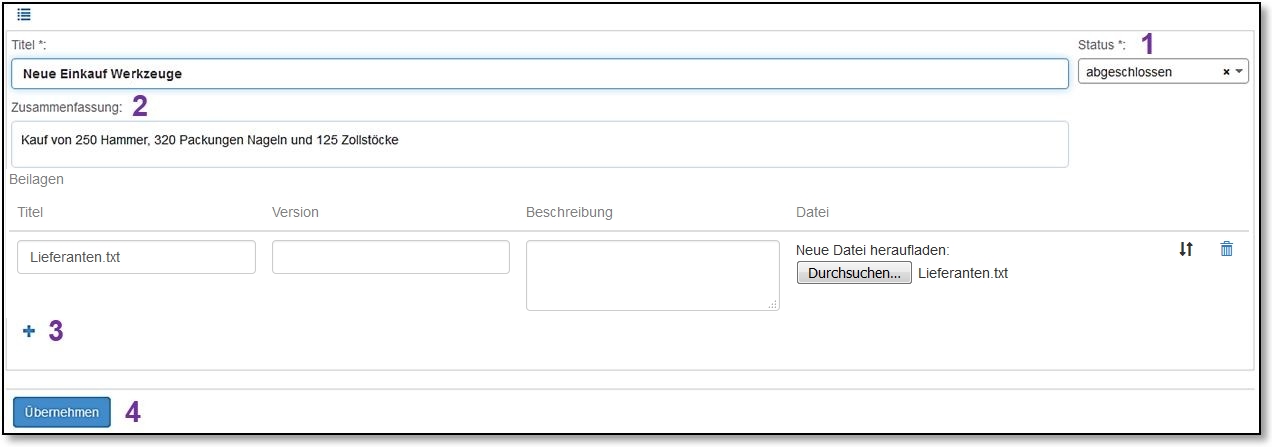 Titel *:
Status *: 1
Neue Einkauf Werkzeuge
abgeschlossen ×
Zusammenfassung: 2
Kauf von 250 Hammer, 320 Packungen Nageln und 125 Zollstöcke
Beilagen
Titel Version Beschreibung Datei
Neue Datei heraufladen:
Lieferanten.txt
Durchsuchen... Lieferanten.txt
+ 3
Übernehmen 4